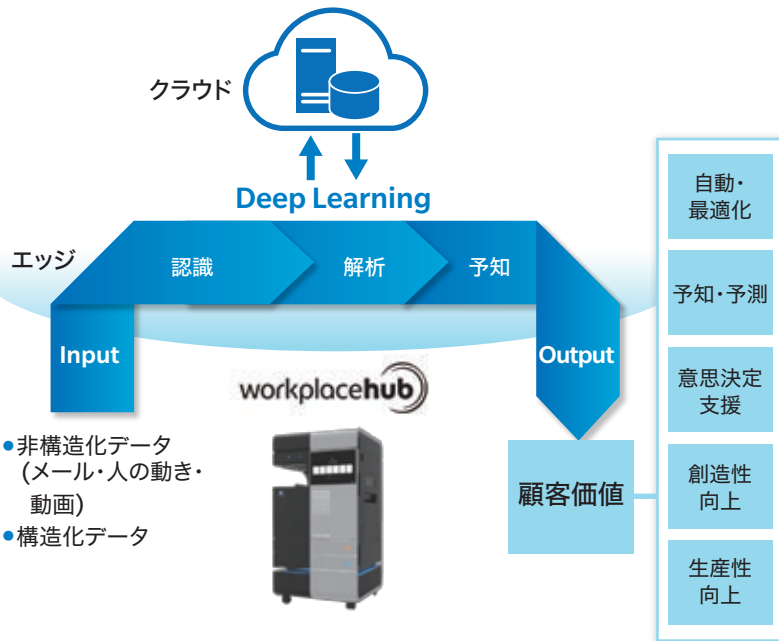 クラウド
Deep Learning
エッジ
認識
解析
予知
Input
Output
workplacehub
●非構造化データ
(メール・人の動き・
動画)
●構造化データ
顧客価値
自動・
最適化
予知・予測
意思決定
支援
創造性
向上
生産性
向上